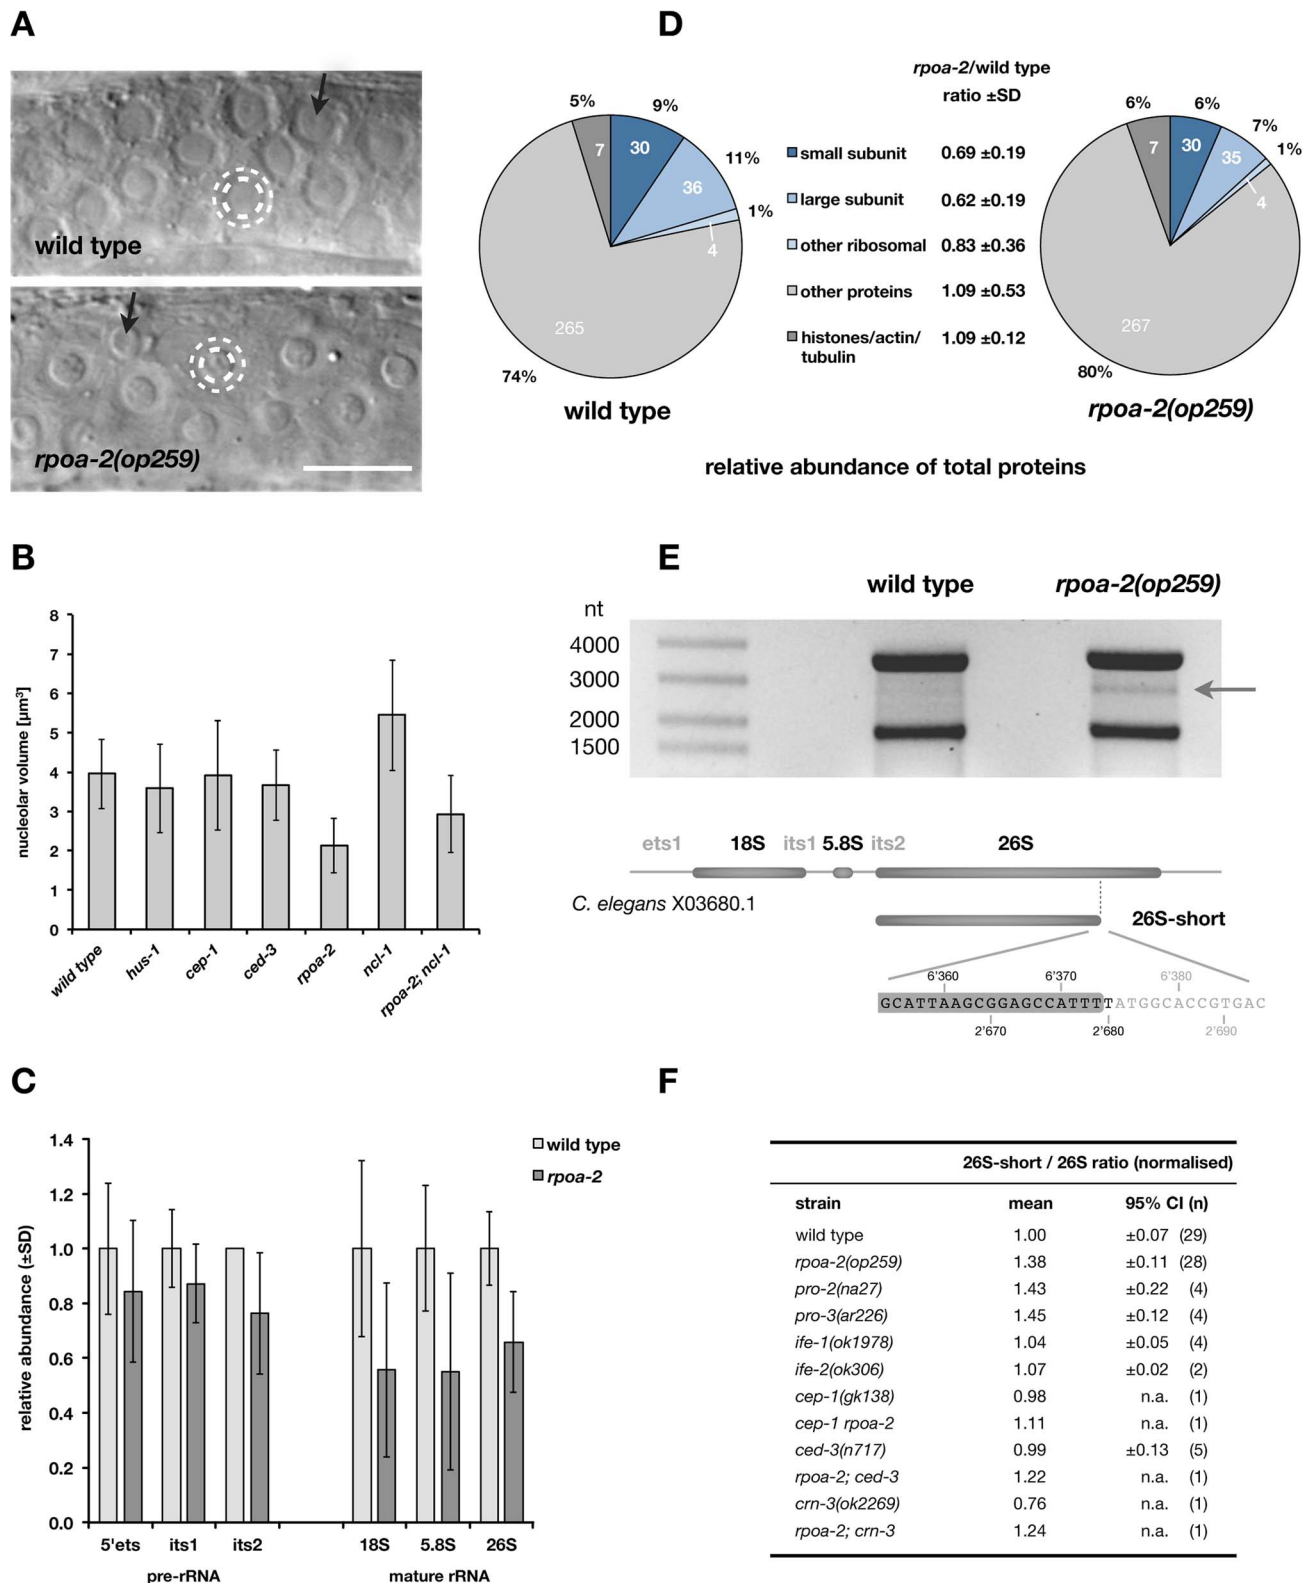 A
wild type
rpoa-2(op259)
D
rpoa-2/wild type
ratio ±SD
small subunit 0.69 ±0.19
large subunit 0.62 ±0.19
other ribosomal 0.83 ±0.36
other proteins 1.09 ±0.53
histones/actin/ 1.09 ±0.12
tubulin
5%
9%
11%
1%
74%
7
30
36
4
265
wild type
6%
6%
7%
1%
80%
7
30
35
4
267
rpoa-2(op259)
relative abundance of total proteins
B
nucleolar volume [µm³]
8
7
6
5
4
3
2
1
0
wild type
hus-1
cep-1
ced-3
rpoa-2
ncl-1
rpoa-2; ncl-1
E
wild type rpoa-2(op259)
nt
4000
3000
2000
1500
ets1 18S its1 5.8S its2 26S
C. elegans X03680.1
26S-short
6'360 6'370 6'380
GCATTAAGCGGAGCCATTTTATGGCACCGTGAC
2'670 2'680 2'690
C
relative abundance (±SD)
1.4
1.2
1.0
0.8
0.6
0.4
0.2
0.0
wild type
rpoa-2
5'ets its1 its2 18S 5.8S 26S
pre-rRNA mature rRNA
F
26S-short / 26S ratio (normalised)
strain mean 95% CI (n)
wild type 1.00 ±0.07 (29)
rpoa-2(op259) 1.38 ±0.11 (28)
pro-2(na27) 1.43 ±0.22 (4)
pro-3(ar226) 1.45 ±0.12 (4)
ife-1(ok1978) 1.04 ±0.05 (4)
ife-2(ok306) 1.07 ±0.02 (2)
cep-1(gk138) 0.98 n.a. (1)
cep-1 rpoa-2 1.11 n.a. (1)
ced-3(n717) 0.99 ±0.13 (5)
rpoa-2; ced-3 1.22 n.a. (1)
crn-3(ok2269) 0.76 n.a. (1)
rpoa-2; crn-3 1.24 n.a. (1)